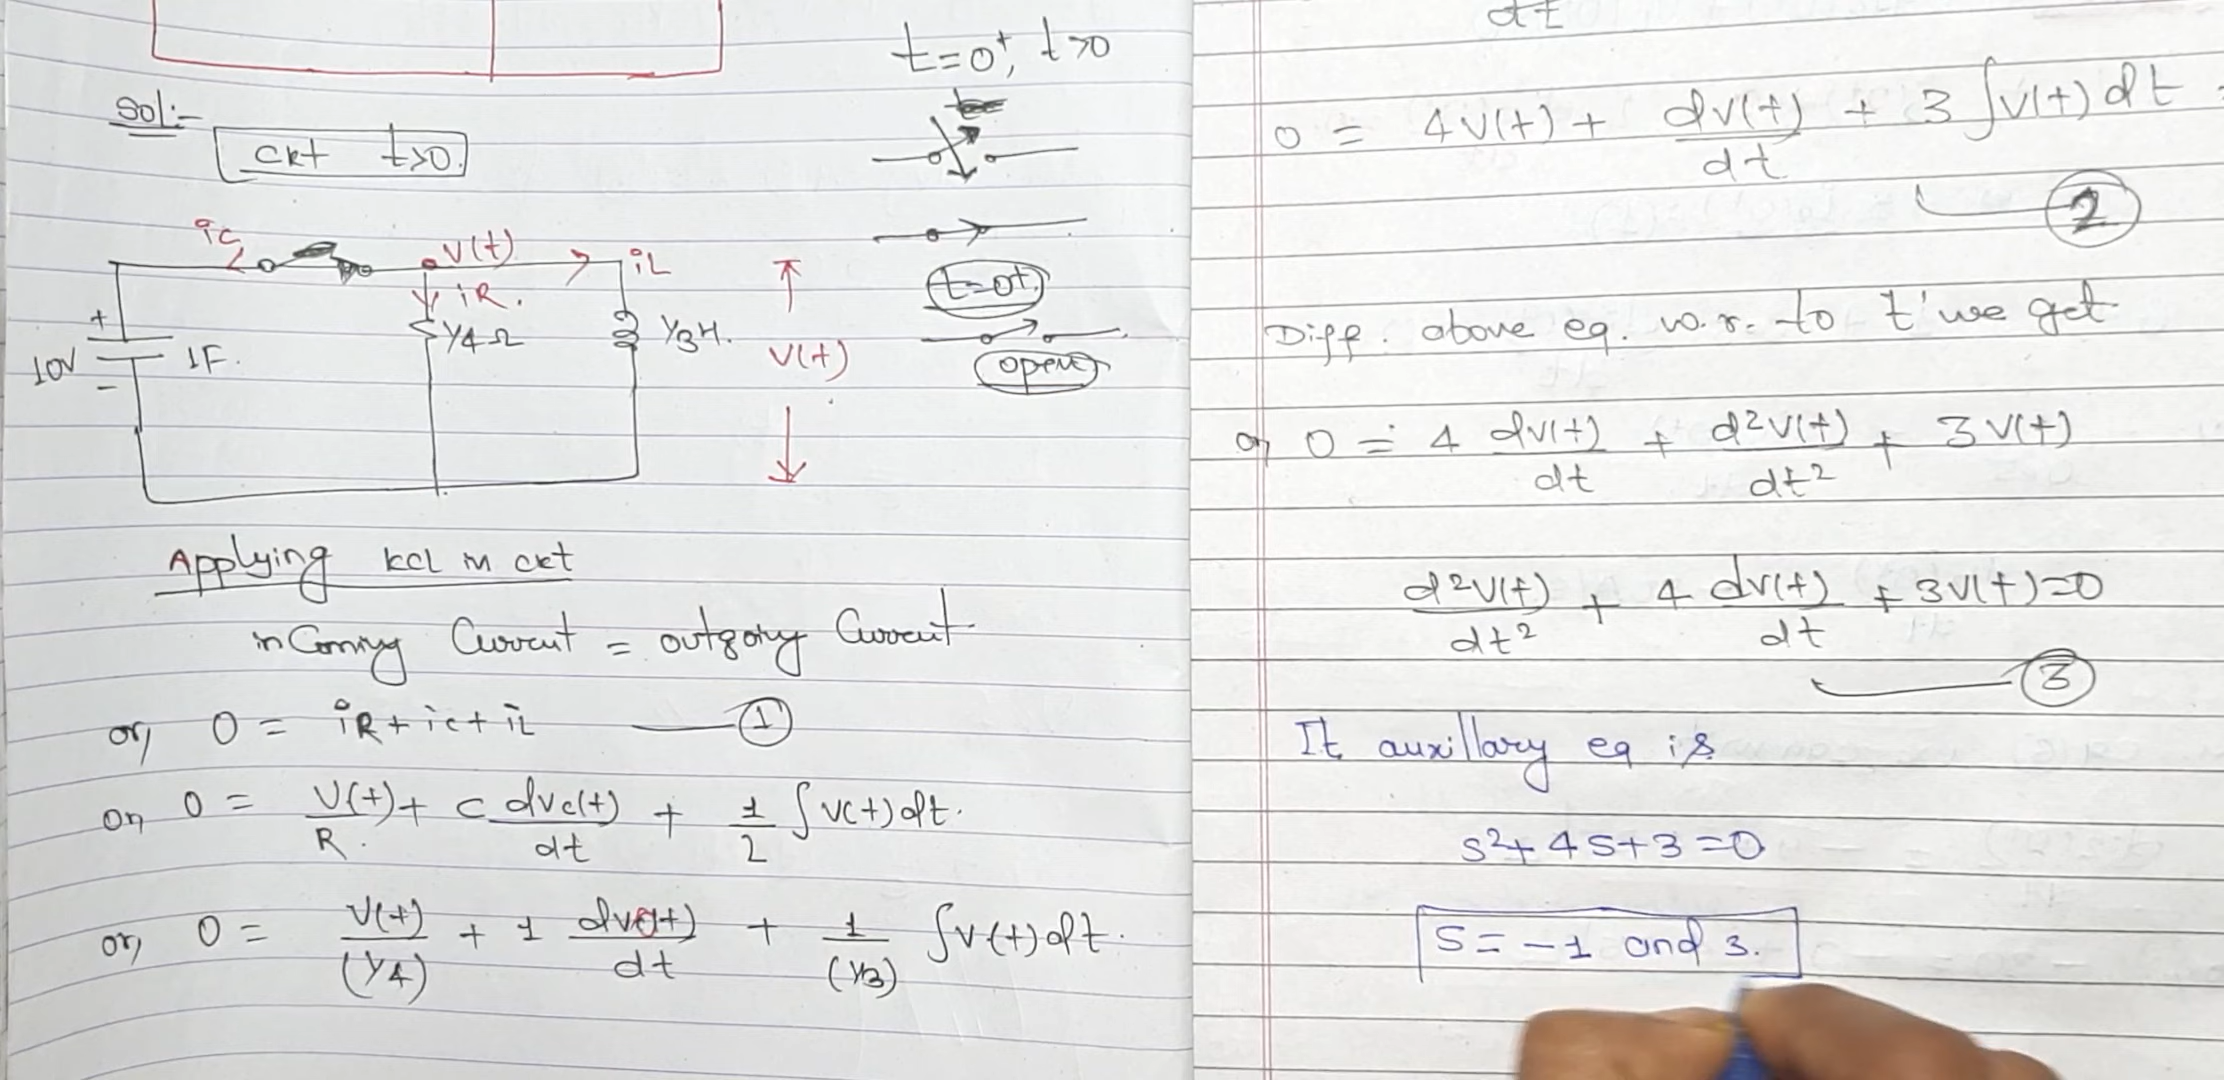 t=0⁺, t>0
Sol:-
ckt t>0.
ic
V(t)
iL
iR.
+
10V
-
1F.
1/4Ω
1/3H.
V(t)
t=0+.
open
Applying kCL in ckt
incoming Current = outgoing Current
or, 0 = iR + ic + iL ——— ①
or, 0 = V(t)/R. + C dvc(t)/dt + 1/L ∫v(t)dt.
or, 0 = V(t)/(1/4) + 1 dvc(t)/dt + 1/(1/3) ∫v(t)dt.
dt
0 = 4V(t) + dv(t)/dt + 3∫v(t)dt
②
Diff. above eq. w.r. to t' we get
or 0 = 4 dv(t)/dt + d²v(t)/dt² + 3v(t)
d²v(t)/dt² + 4 dv(t)/dt + 3v(t)=0
③
It auxillary eq is
s²+4s+3=0
S=-1 and 3.